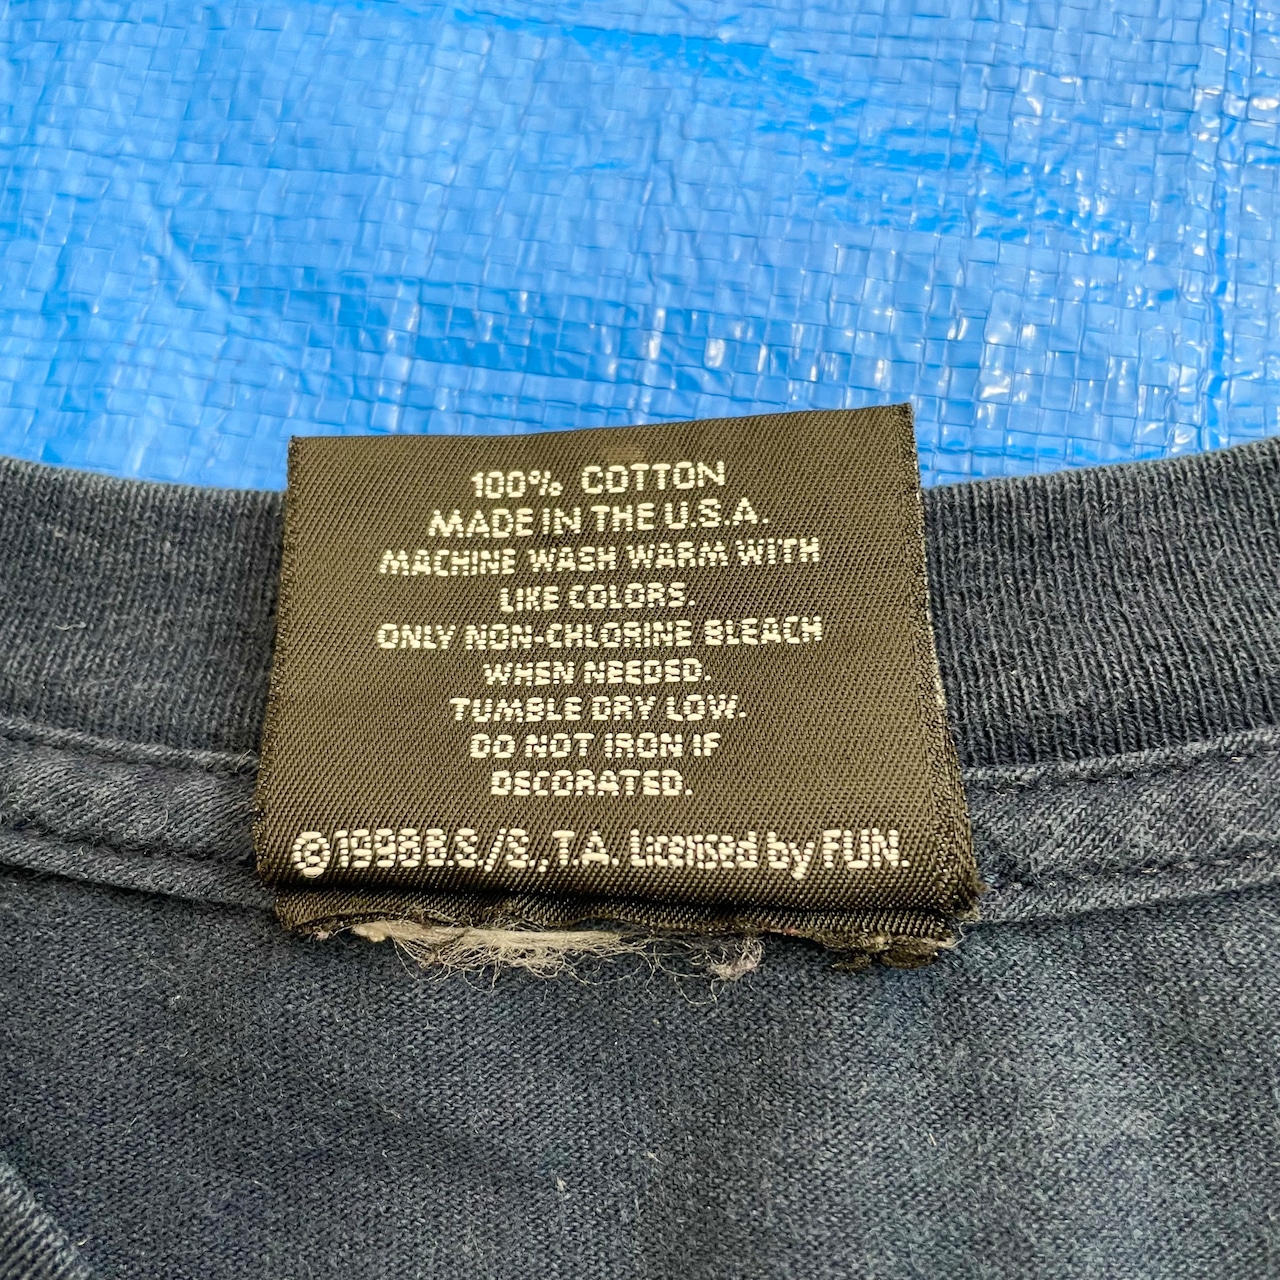 100% COTTON
MADE IN THE U.S.A.
MACHINE WASH WARM WITH
LIKE COLORS.
ONLY NON-CHLORINE BLEACH
WHEN NEEDED.
TUMBLE DRY LOW.
DO NOT IRON IF
DECORATED.
©1998 B.S./S., T.A. Licensed by FUN.